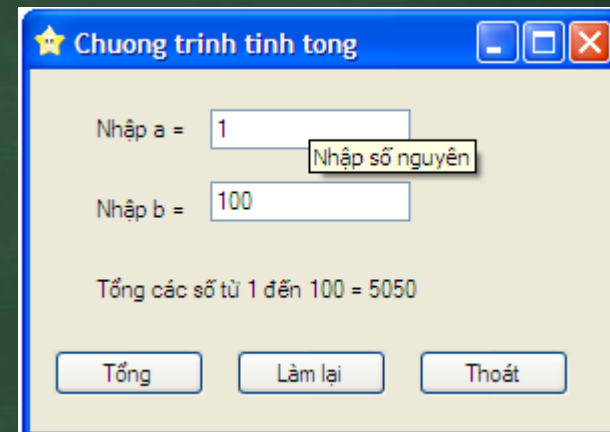 Chuong trinh tinh tong
Nhập a = 1
Nhập số nguyên
Nhập b = 100
Tổng các số từ 1 đến 100 = 5050
Tổng Làm lại Thoát